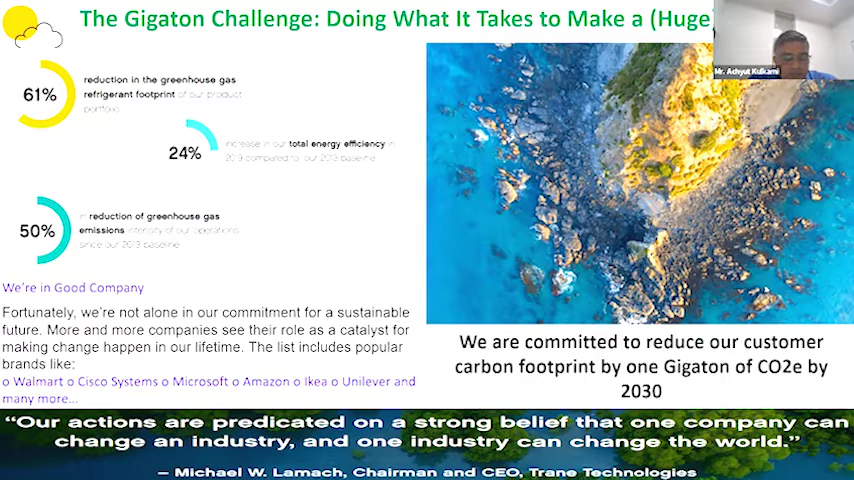 The Gigaton Challenge: Doing What It Takes to Make a (Huge
Mr. Achyut Kulkarni
61%
reduction in the greenhouse gas
refrigerant footprint of our product
portfolio
24%
increase in our total energy efficiency in
2019 compared to our 2013 baseline
50%
in reduction of greenhouse gas
emissions intensity of our operations
since our 2013 baseline
We're in Good Company
Fortunately, we're not alone in our commitment for a sustainable
future. More and more companies see their role as a catalyst for
making change happen in our lifetime. The list includes popular
brands like:
o Walmart o Cisco Systems o Microsoft o Amazon o Ikea o Unilever and
many more...
We are committed to reduce our customer
carbon footprint by one Gigaton of CO2e by
2030
“Our actions are predicated on a strong belief that one company can
change an industry, and one industry can change the world.”
– Michael W. Lamach, Chairman and CEO, Trane Technologies